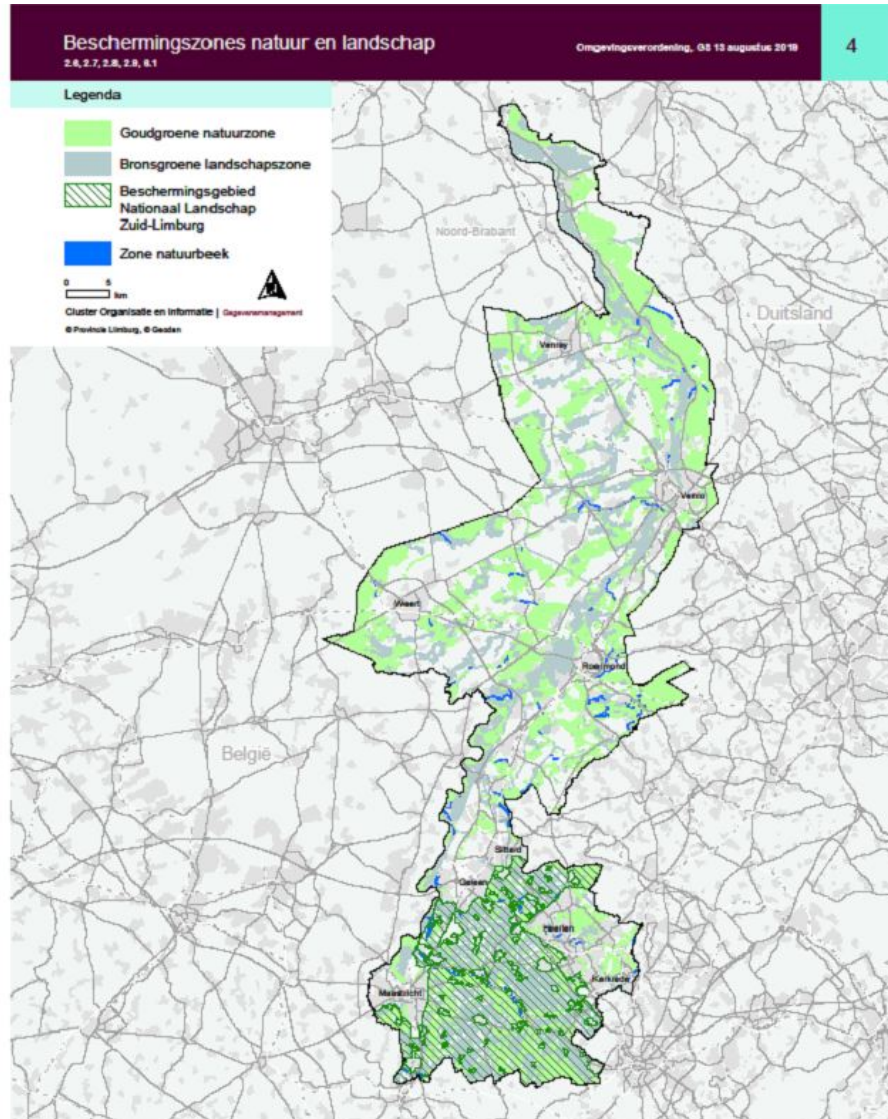 Beschermingszones natuur en landschap
2.6, 2.7, 2.8, 2.9, 6.1
Omgevingsverordening, GS 13 augustus 2019
4
Legenda
Goudgroene natuurzone
Bronsgroene landschapszone
Beschermingsgebied
Nationaal Landschap
Zuid-Limburg
Zone natuurbeek
0 5
km
Cluster Organisatie en Informatie | Gegevensmanagement
© Provincie Limburg, © Geodan
Noord-Brabant
Duitsland
Venray
Venlo
Weert
Roermond
België
Sittard
Geleen
Heerlen
Kerkrade
Maastricht